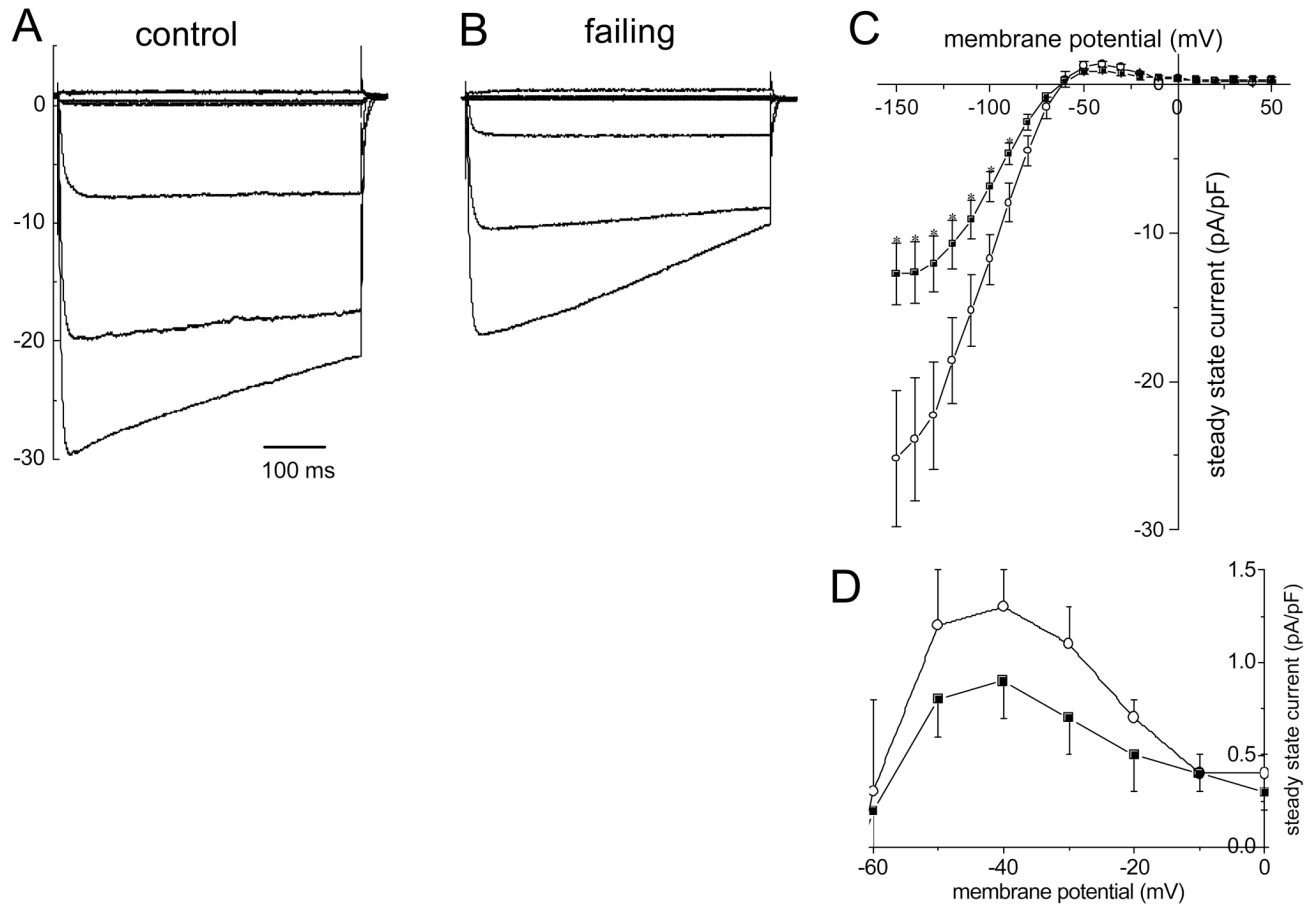 A
control
0
-10
-20
-30
100 ms
B
failing
C
membrane potential (mV)
-150
-100
-50
0
50
0
* * * * * * *
-10
-20
-30
steady state current (pA/pF)
D
1.5
1.0
0.5
0.0
steady state current (pA/pF)
-60
-40
-20
0
membrane potential (mV)